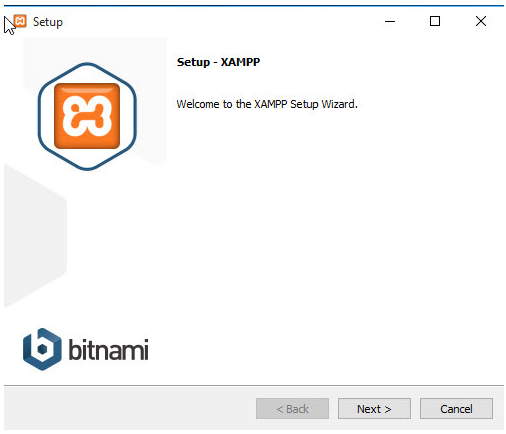 Setup
Setup - XAMPP
Welcome to the XAMPP Setup Wizard.
bitnami
< Back
Next >
Cancel